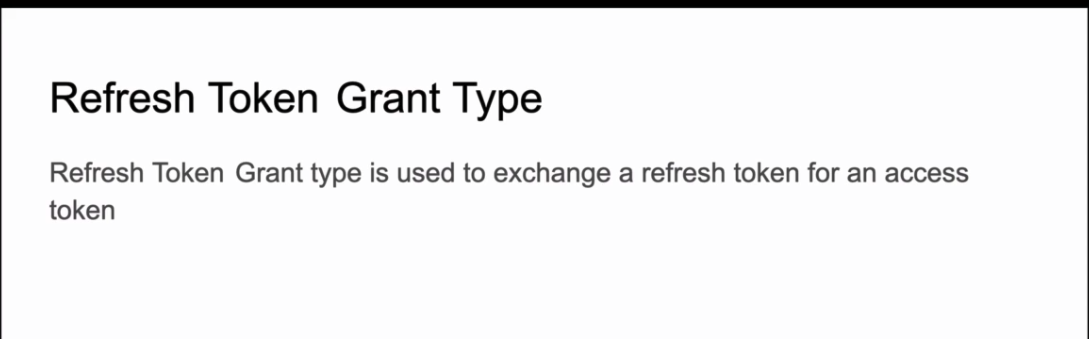 Refresh Token Grant Type
Refresh Token Grant type is used to exchange a refresh token for an access
token